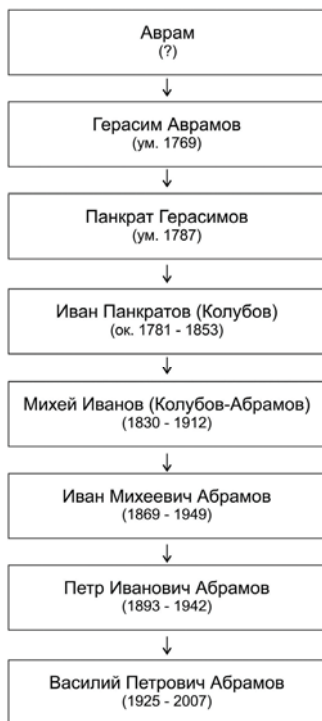 Аврам
(?)
Герасим Аврамов
(ум. 1769)
Панкрат Герасимов
(ум. 1787)
Иван Панкратов (Колубов)
(ок. 1781 - 1853)
Михей Иванов (Колубов-Абрамов)
(1830 - 1912)
Иван Михеевич Абрамов
(1869 - 1949)
Петр Иванович Абрамов
(1893 - 1942)
Василий Петрович Абрамов
(1925 - 2007)